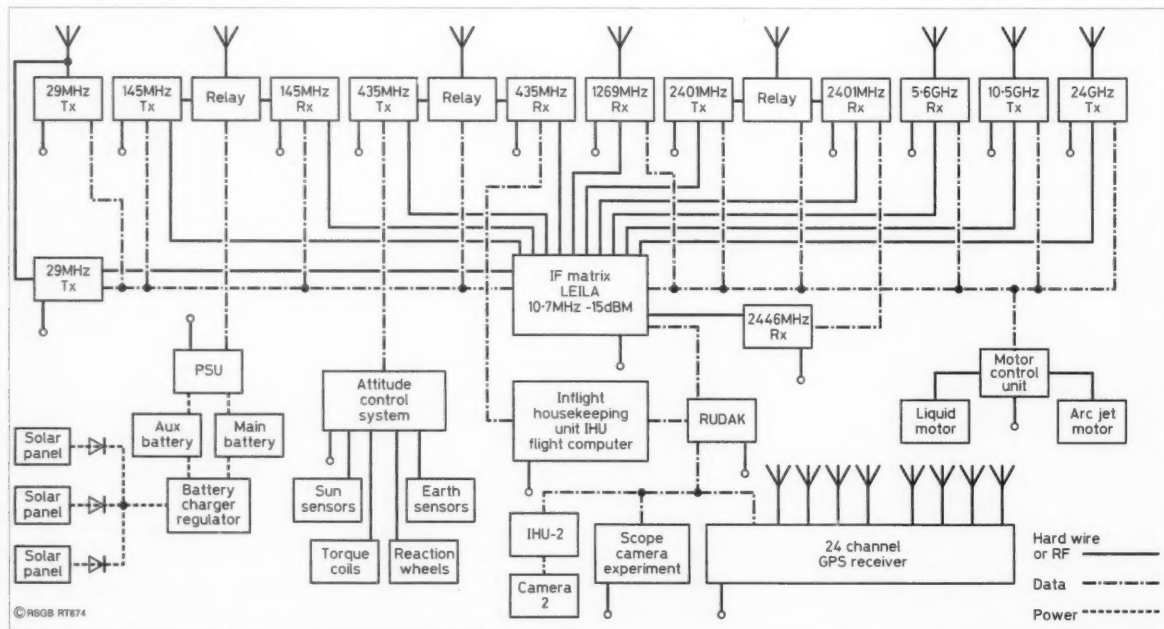 29MHz
Tx
145MHz
Tx
Relay
145MHz
Rx
435MHz
Tx
Relay
435MHz
Rx
1269MHz
Rx
2401MHz
Tx
Relay
2401MHz
Rx
5·6GHz
Rx
10·5GHz
Tx
24GHz
Tx
29MHz
Tx
IF matrix
LEILA
10·7MHz -15dBM
2446MHz
Rx
PSU
Attitude
control
system
Inflight
housekeeping
unit IHU
flight computer
RUDAK
Motor
control
unit
Liquid
motor
Arc jet
motor
Aux
battery
Main
battery
Solar
panel
Solar
panel
Solar
panel
Battery
charger
regulator
Sun
sensors
Earth
sensors
Torque
coils
Reaction
wheels
IHU-2
Camera
2
Scope
camera
experiment
24 channel
GPS receiver
Hard wire
or RF
Data
Power
© RSGB RT874